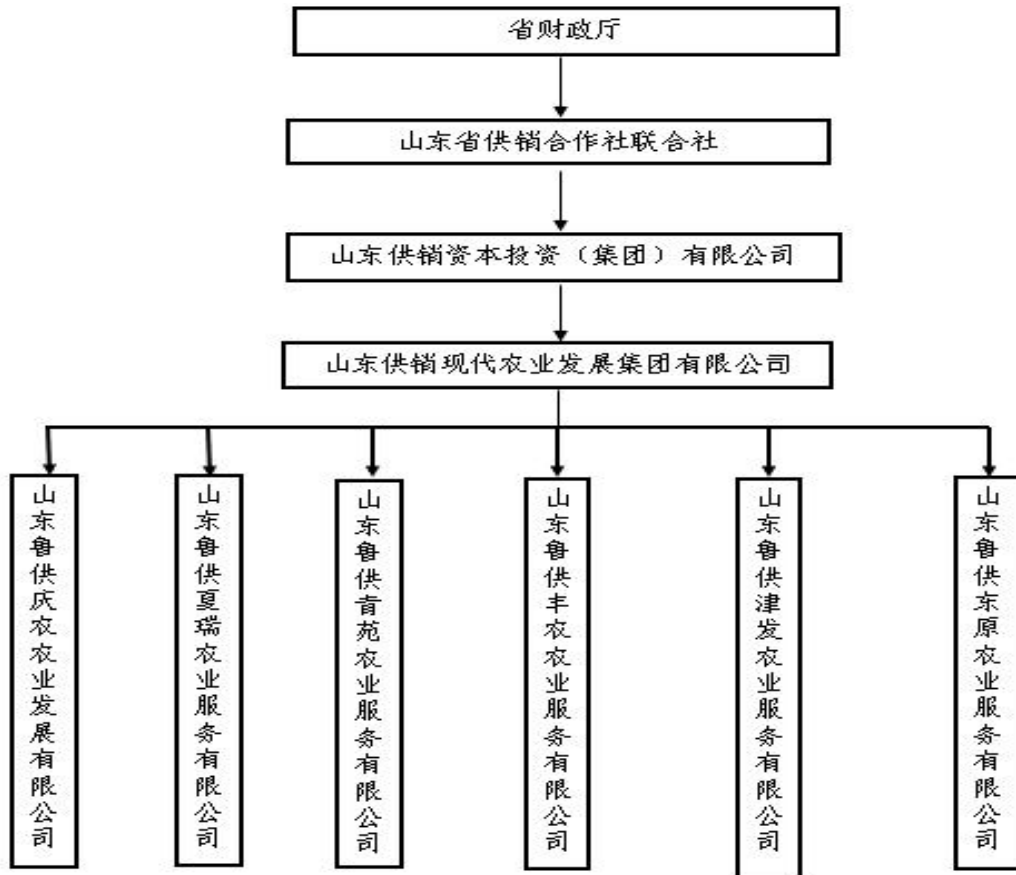 省财政厅
山东省供销合作社联合社
山东供销资本投资（集团）有限公司
山东供销现代农业发展集团有限公司
山东鲁供庆农农业发展有限公司
山东鲁供夏瑞农业服务有限公司
山东鲁供青苑农业服务有限公司
山东鲁供丰农农业服务有限公司
山东鲁供津发农业服务有限公司
山东鲁供东原农业服务有限公司